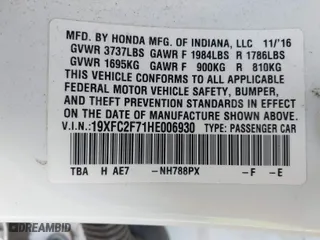 MFD. BY HONDA MFG. OF INDIANA, LLC 11/'16
GVWR 3737LBS GAWR F 1984LBS R 1786LBS
GVWR 1695KG GAWR F 900KG R 810KG
THIS VEHICLE CONFORMS TO ALL APPLICABLE
FEDERAL MOTOR VEHICLE SAFETY, BUMPER,
AND THEFT PREVENTION STANDARDS IN EFFECT
ON THE DATE OF MANUFACTURE SHOWN ABOVE.
V.I.N.: 19XFC2F71HE006930 TYPE: PASSENGER CAR
TBA H AE7 -NH788PX -F -E